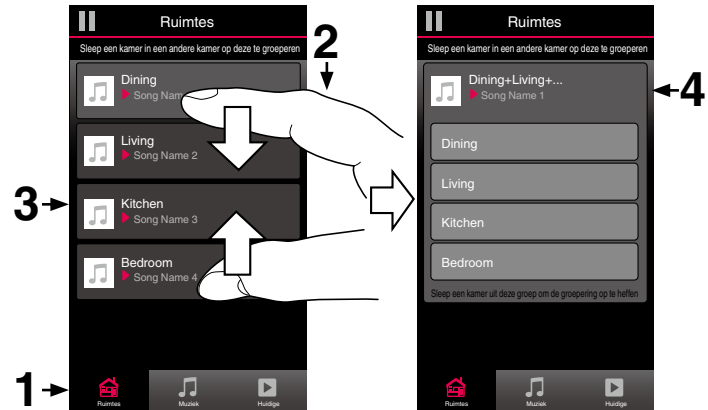 Ruimtes
Sleep een kamer in een andere kamer op deze te groeperen
2
Dining
Song Nam
Living
Song Name 2
3
Kitchen
Song Name 3
Bedroom
Song Name 4
1
Ruimtes
Muziek
Huidige
Ruimtes
Sleep een kamer in een andere kamer op deze te groeperen
Dining+Living+...
Song Name 1
4
Dining
Living
Kitchen
Bedroom
Sleep een kamer uit deze groep om de groepering op te heffen
Ruimtes
Muziek
Huidige